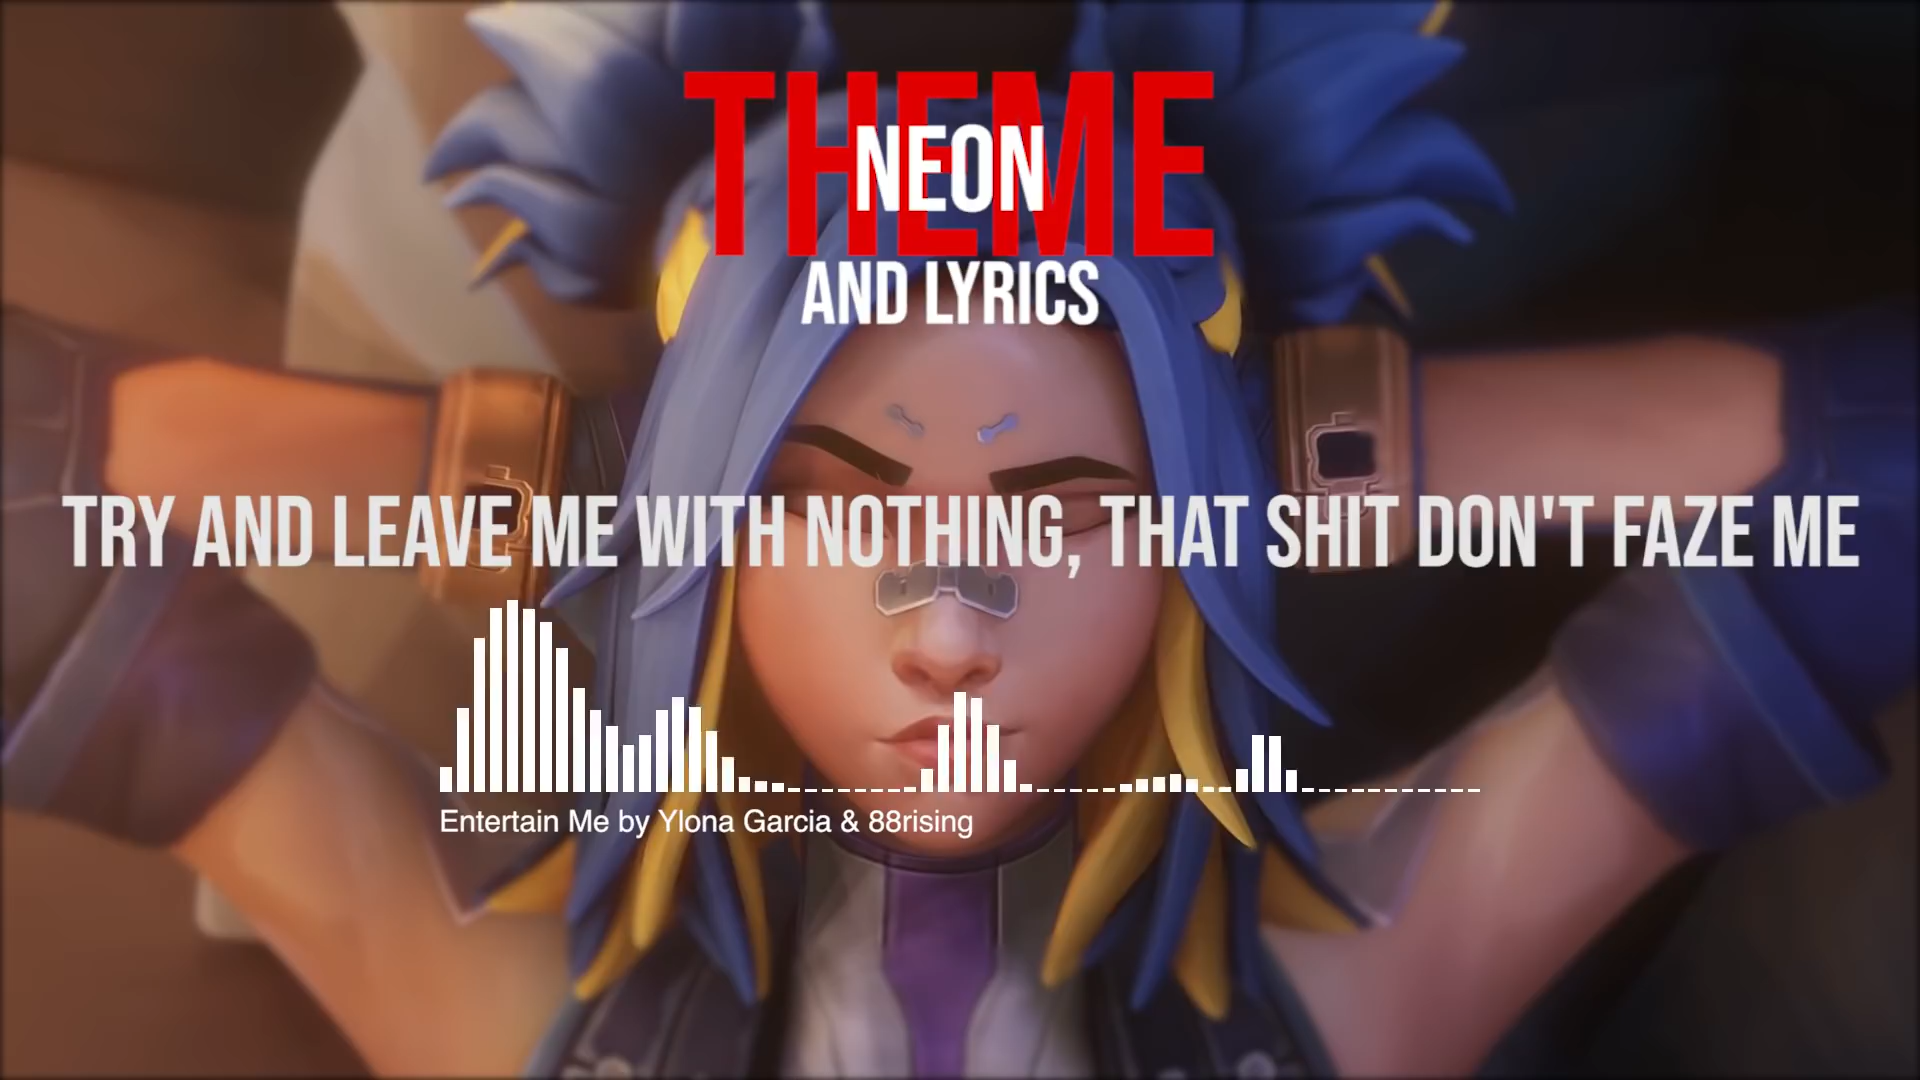 THEME
NEON
AND LYRICS
TRY AND LEAVE ME WITH NOTHING, THAT SHIT DON'T FAZE ME
Entertain Me by Ylona Garcia & 88rising